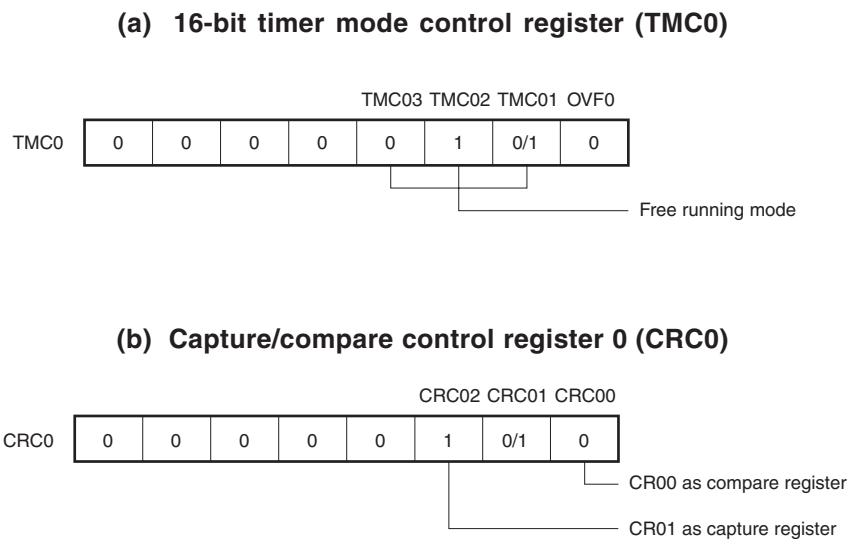 (a) 16-bit timer mode control register (TMC0)
TMC03 TMC02 TMC01 OVF0
TMC0 0 0 0 0 0 1 0/1 0
Free running mode
(b) Capture/compare control register 0 (CRC0)
CRC02 CRC01 CRC00
CRC0 0 0 0 0 0 1 0/1 0
CR00 as compare register
CR01 as capture register